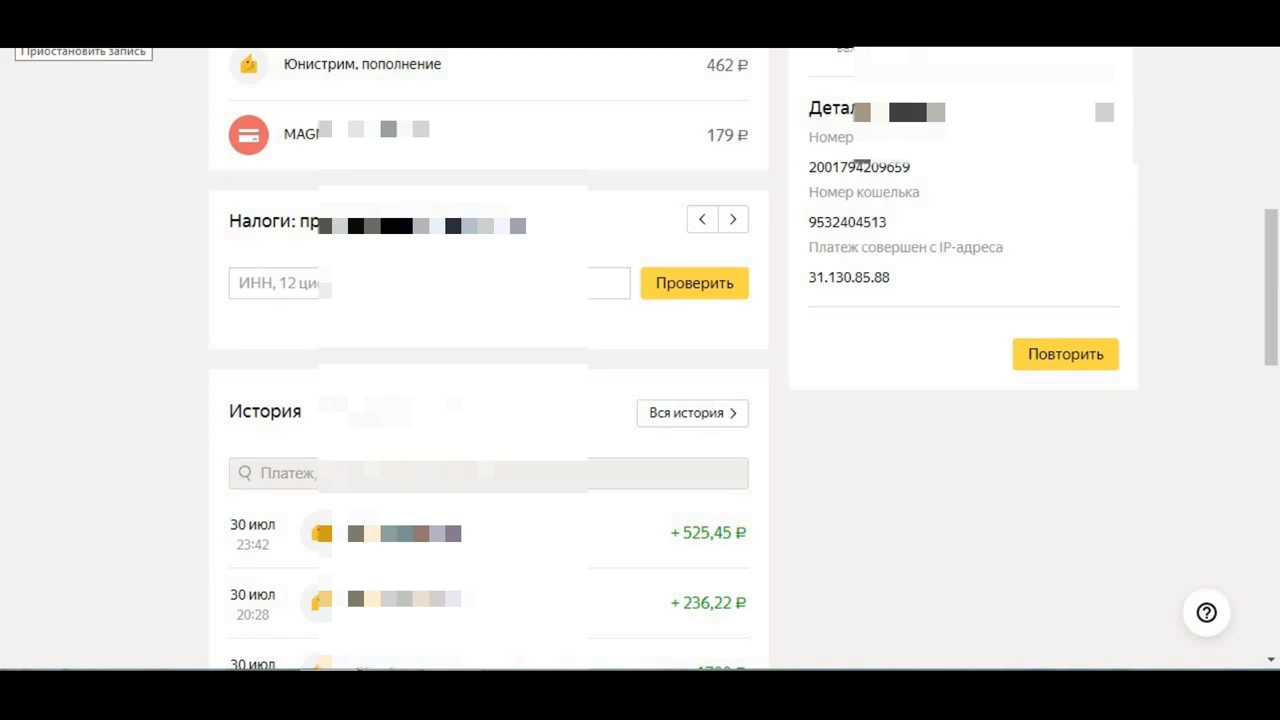 Приостановить запись
Юнистрим, пополнение
462 ₽
179 ₽
Налоги:
ИНН, 12
Проверить
История
Вся история
Платеж,
30 июл
23:42
+ 525,45 ₽
30 июл
20:28
+ 236,22 ₽
30 июл
Номер
2001794209659
Номер кошелька
9532404513
Платеж совершен с IP-адреса
31.130.85.88
Повторить